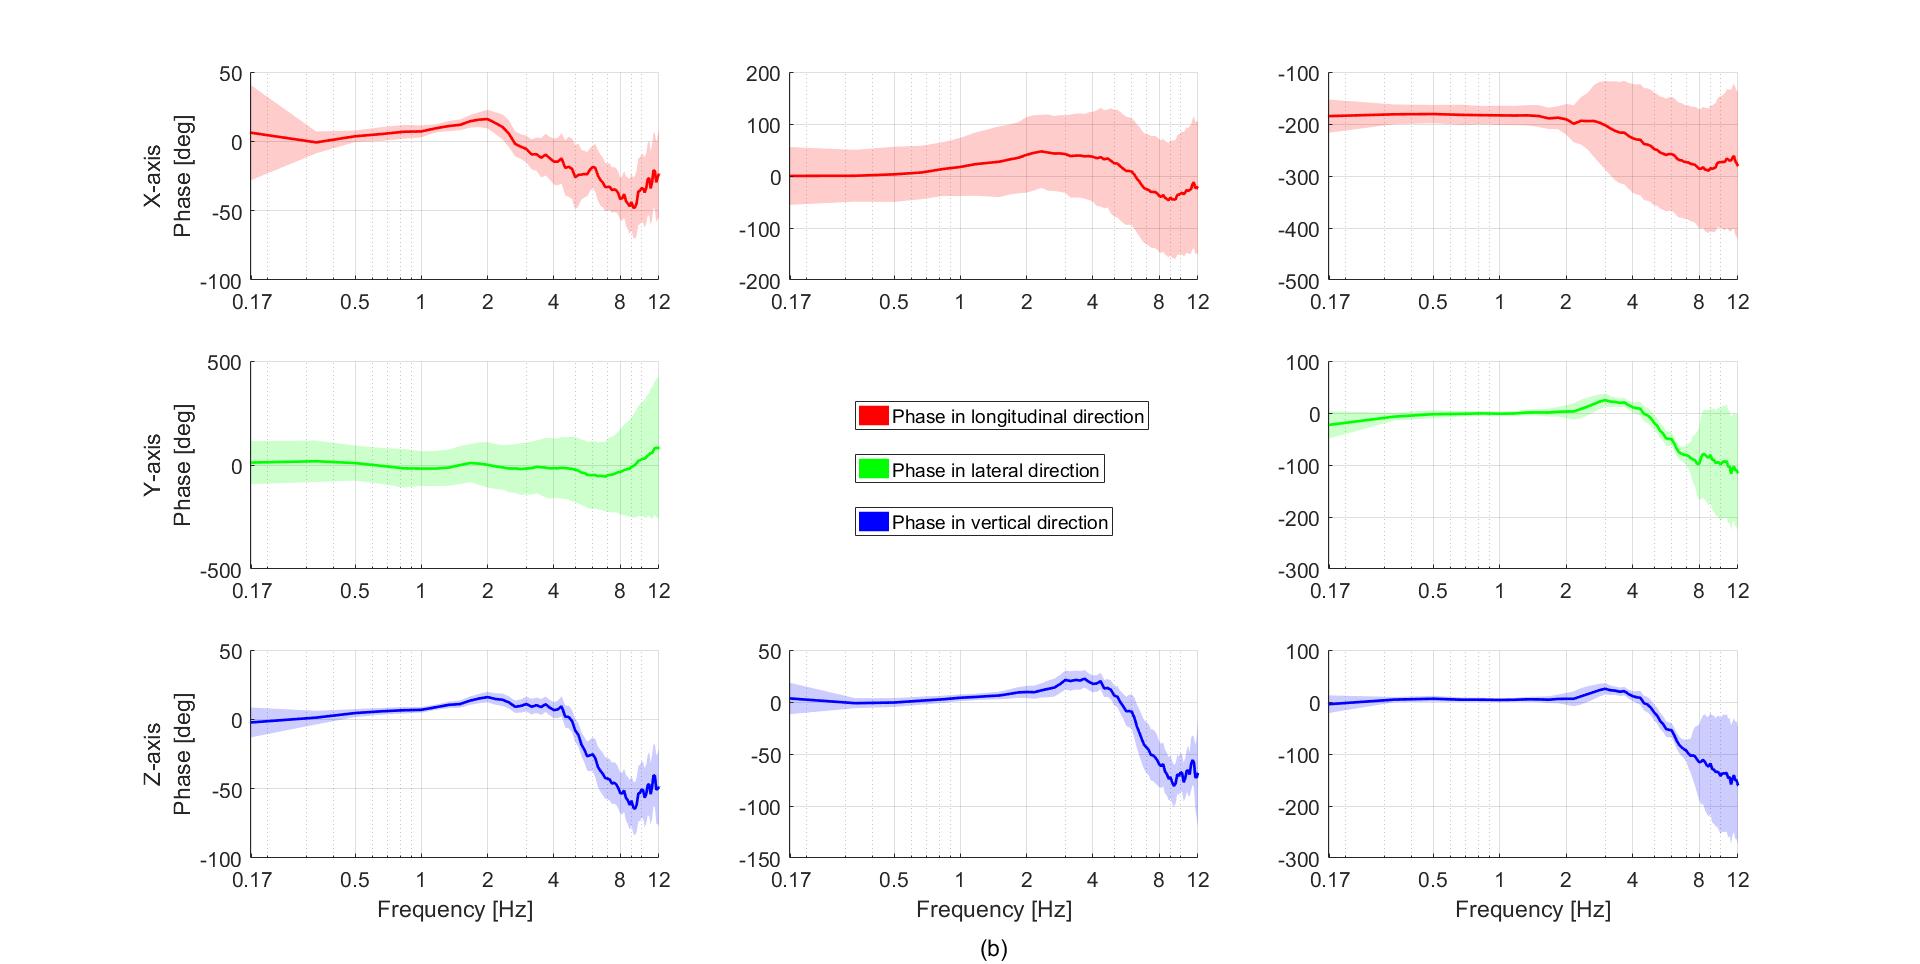 50
0
-50
-100
0.17 0.5 1 2 4 8 12
X-axis
Phase [deg]
200
100
0
-100
-200
0.17 0.5 1 2 4 8 12
-100
-200
-300
-400
-500
0.17 0.5 1 2 4 8 12
500
0
-500
0.17 0.5 1 2 4 8 12
Y-axis
Phase [deg]
Phase in longitudinal direction
Phase in lateral direction
Phase in vertical direction
100
0
-100
-200
-300
0.17 0.5 1 2 4 8 12
50
0
-50
-100
0.17 0.5 1 2 4 8 12
Z-axis
Phase [deg]
Frequency [Hz]
50
0
-50
-100
-150
0.17 0.5 1 2 4 8 12
Frequency [Hz]
100
0
-100
-200
-300
0.17 0.5 1 2 4 8 12
Frequency [Hz]
(b)